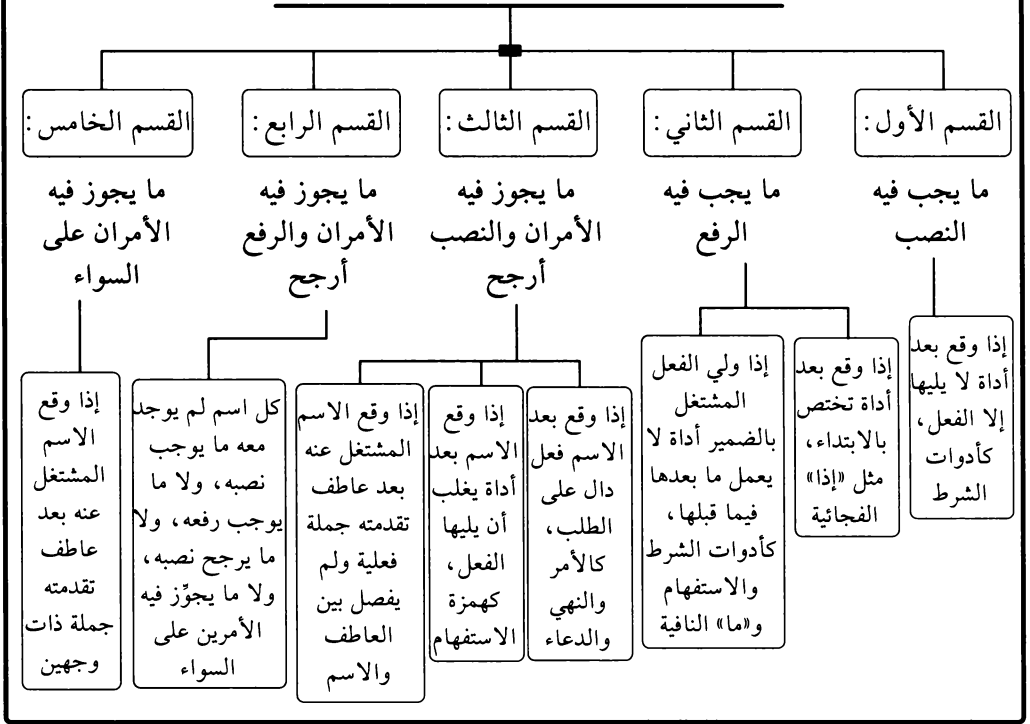 القسم الأول :
ما يجب فيه
النصب
إذا وقع بعد
أداة لا يليها
إلا الفعل،
كأدوات
الشرط
القسم الثاني :
ما يجب فيه
الرفع
إذا وقع بعد
أداة تختص
بالابتداء،
مثل «إذا»
الفجائية
إذا ولي الفعل
المشتغل
بالضمير أداة لا
يعمل ما بعدها
فيما قبلها،
كأدوات الشرط
والاستفهام
و«ما» النافية
القسم الثالث :
ما يجوز فيه
الأمران والنصب
أرجح
إذا وقع بعد
الاسم فعل
دال على
الطلب،
كالأمر
والنهي
والدعاء
إذا وقع
الاسم بعد
أداة يغلب
أن يليها
الفعل،
كهمزة
الاستفهام
إذا وقع الاسم
المشتغل عنه
بعد عاطف
تقدمته جملة
فعلية ولم
يفصل بين
العاطف
والاسم
القسم الرابع :
ما يجوز فيه
الأمران والرفع
أرجح
كل اسم لم يوجد
معه ما يوجب
نصبه، ولا ما
يوجب رفعه، ولا
ما يرجح نصبه،
ولا ما يجوِّز فيه
الأمرين على
السواء
القسم الخامس :
ما يجوز فيه
الأمران على
السواء
إذا وقع
الاسم
المشتغل
عنه بعد
عاطف
تقدمته
جملة ذات
وجهين